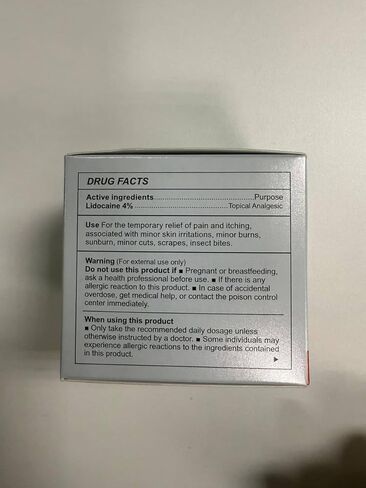 DRUG FACTS
Active ingredients........................................Purpose
Lidocaine 4%...................................Topical Analgesic
Use For the temporary relief of pain and itching,
associated with minor skin irritations, minor burns,
sunburn, minor cuts, scrapes, insect bites.
Warning (For external use only)
Do not use this product if ■ Pregnant or breastfeeding,
ask a health professional before use. ■ If there is any
allergic reaction to this product. ■ In case of accidental
overdose, get medical help, or contact the poison control
center immediately.
When using this product
■ Only take the recommended daily dosage unless
otherwise instructed by a doctor. ■ Some individuals may
experience allergic reactions to the ingredients contained
in this product.